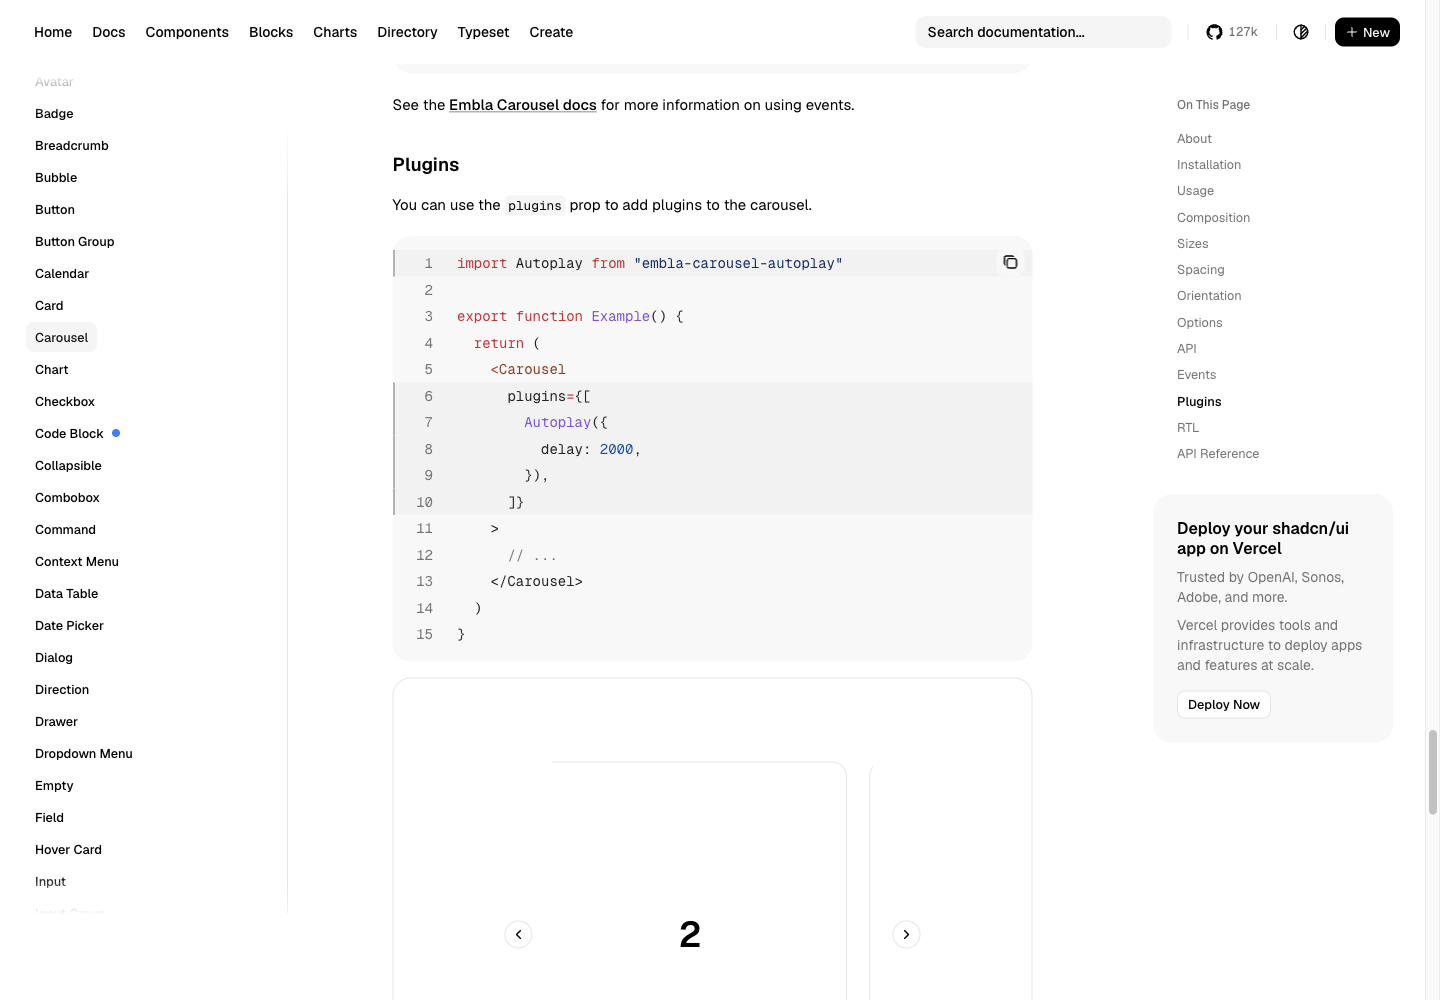 Home Docs Components Blocks Charts Directory Typeset Create
Search documentation...
127k
New
Avatar
Badge
Breadcrumb
Bubble
Button
Button Group
Calendar
Card
Carousel
Chart
Checkbox
Code Block
Collapsible
Combobox
Command
Context Menu
Data Table
Date Picker
Dialog
Direction
Drawer
Dropdown Menu
Empty
Field
Hover Card
Input
See the Embla Carousel docs for more information on using events.
Plugins
You can use the plugins prop to add plugins to the carousel.
1 import Autoplay from "embla-carousel-autoplay"
2
3 export function Example() {
4 return (
5 <Carousel
6 plugins={[
7 Autoplay({
8 delay: 2000,
9 }),
10 ]}
11 >
12 // ...
13 </Carousel>
14 )
15 }
2
On This Page
About
Installation
Usage
Composition
Sizes
Spacing
Orientation
Options
API
Events
Plugins
RTL
API Reference
Deploy your shadcn/ui
app on Vercel
Trusted by OpenAI, Sonos,
Adobe, and more.
Vercel provides tools and
infrastructure to deploy apps
and features at scale.
Deploy Now